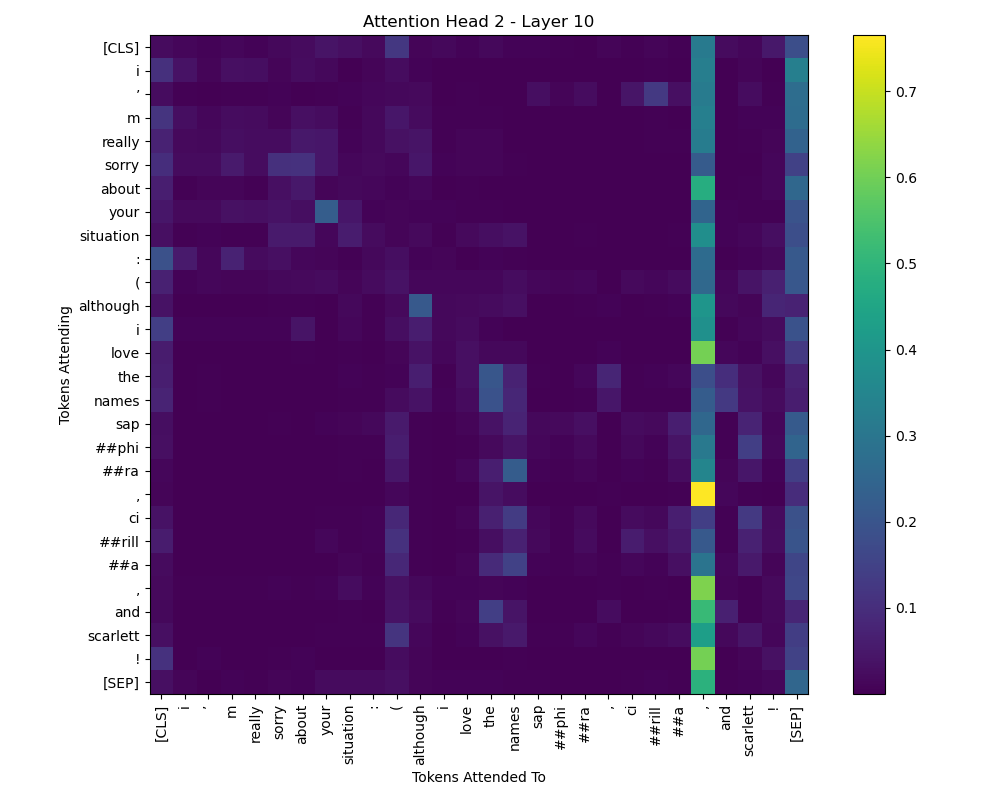 Attention Head 2 - Layer 10
Tokens Attending
[CLS]
i
’
m
really
sorry
about
your
situation
:
(
although
i
love
the
names
sap
##phi
##ra
,
ci
##rill
##a
,
and
scarlett
!
[SEP]
[CLS]
i
’
m
really
sorry
about
your
situation
:
(
although
i
love
the
names
sap
##phi
##ra
,
ci
##rill
##a
,
and
scarlett
!
[SEP]
Tokens Attended To
0.7
0.6
0.5
0.4
0.3
0.2
0.1